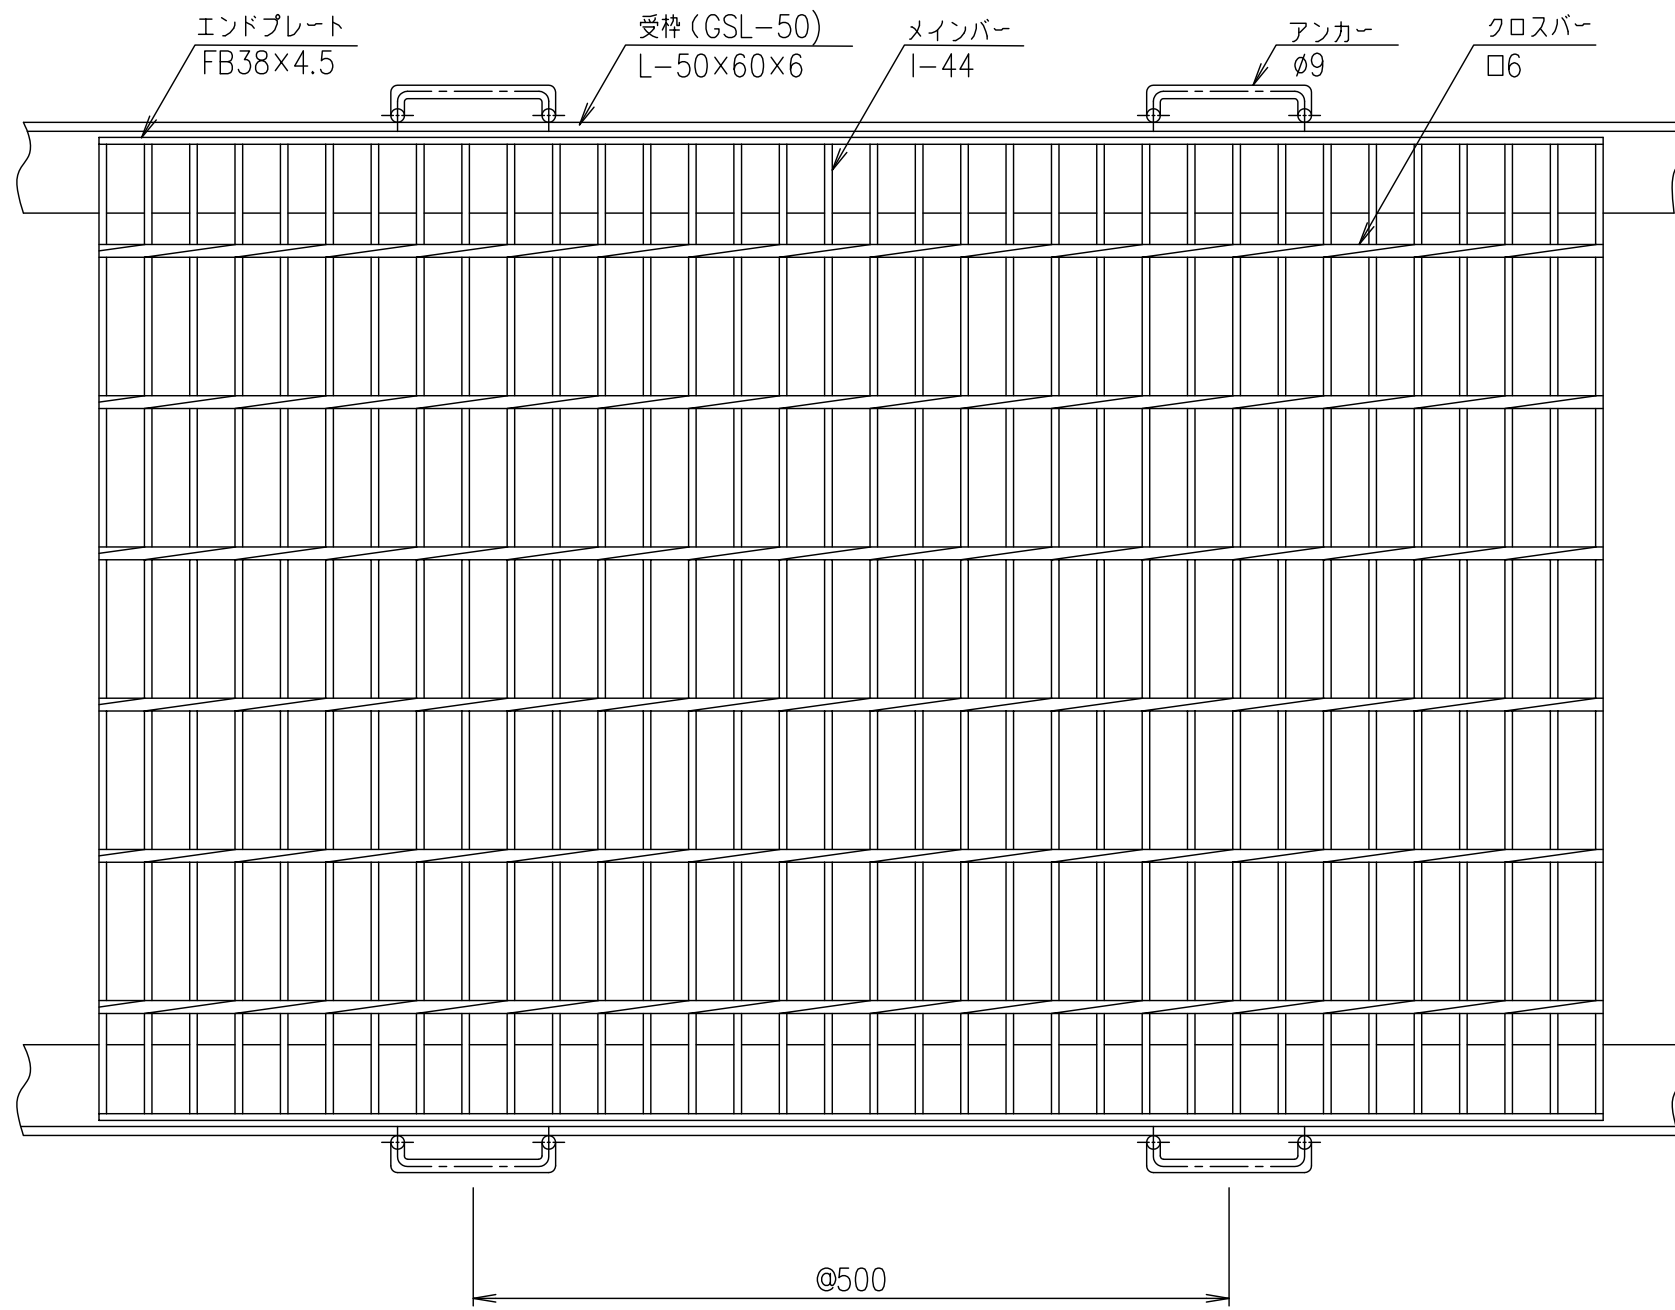 エンドプレート
FB38×4.5
受枠(GSL-50)
L-50×60×6
メインバー
I-44
アンカー
φ9
クロスバー
□6
@500